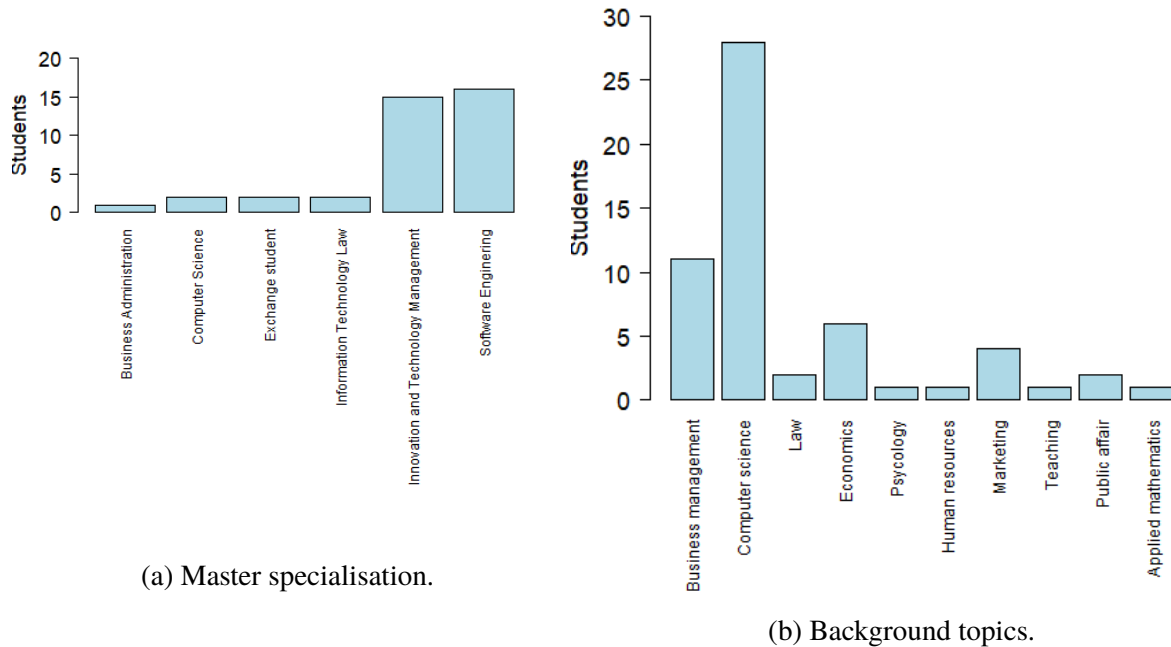 20
15
10
5
0
Students
Business Administration
Computer Science
Exchange student
Information Technology Law
Innovation and Technology Management
Software Enginering
(a) Master specialisation.
30
25
20
15
10
5
0
Students
Business management
Computer science
Law
Economics
Psycology
Human resources
Marketing
Teaching
Public affair
Applied mathematics
(b) Background topics.